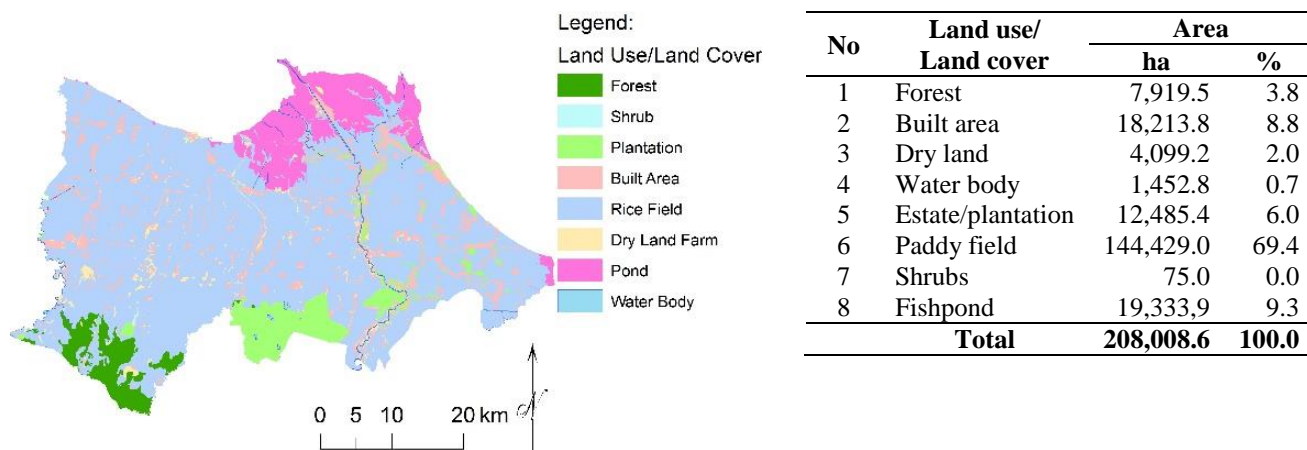 Legend:
Land Use/Land Cover
Forest
Shrub
Plantation
Built Area
Rice Field
Dry Land Farm
Pond
Water Body
0 5 10 20 km
N
No Land use/ Land cover Area
ha %
1 Forest 7,919.5 3.8
2 Built area 18,213.8 8.8
3 Dry land 4,099.2 2.0
4 Water body 1,452.8 0.7
5 Estate/plantation 12,485.4 6.0
6 Paddy field 144,429.0 69.4
7 Shrubs 75.0 0.0
8 Fishpond 19,333,9 9.3
Total 208,008.6 100.0